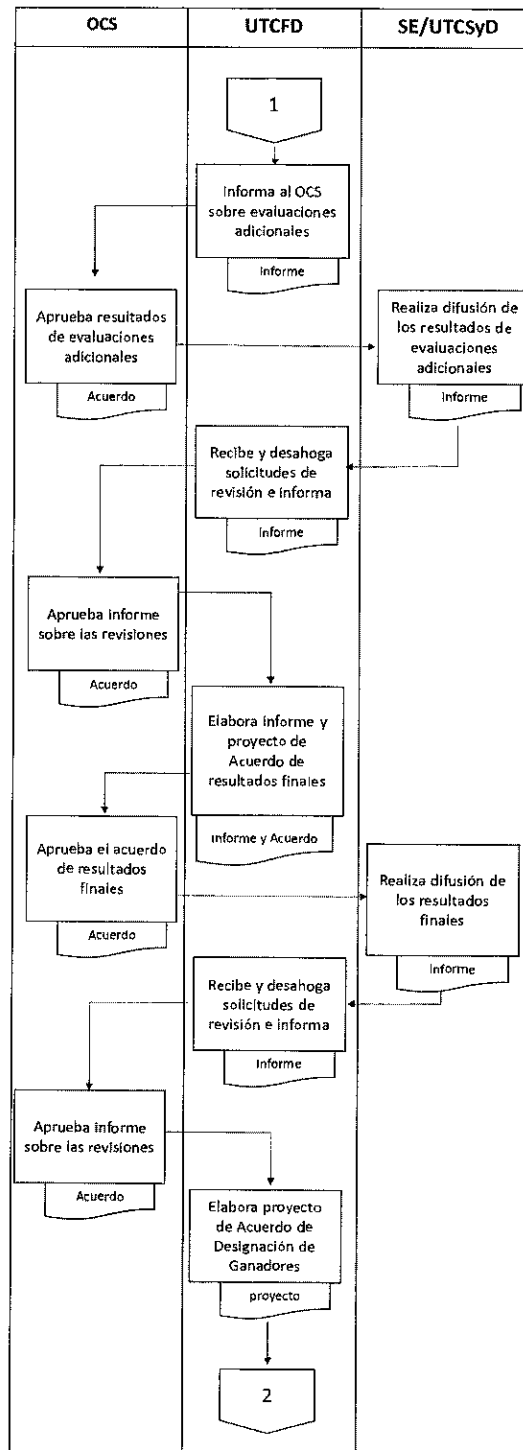 OCS
UTCFD
SE/UTCSyD
1
Informa al OCS
sobre evaluaciones
adicionales
Informe
Aprueba resultados
de evaluaciones
adicionales
Acuerdo
Realiza difusión de
los resultados de
evaluaciones
adicionales
Informe
Recibe y desahoga
solicitudes de
revisión e informa
Informe
Aprueba informe
sobre las revisiones
Acuerdo
Elabora informe y
proyecto de
Acuerdo de
resultados finales
Informe y Acuerdo
Aprueba el acuerdo
de resultados
finales
Acuerdo
Realiza difusión de
los resultados
finales
Informe
Recibe y desahoga
solicitudes de
revisión e informa
Informe
Aprueba informe
sobre las revisiones
Acuerdo
Elabora proyecto
de Acuerdo de
Designación de
Ganadores
proyecto
2